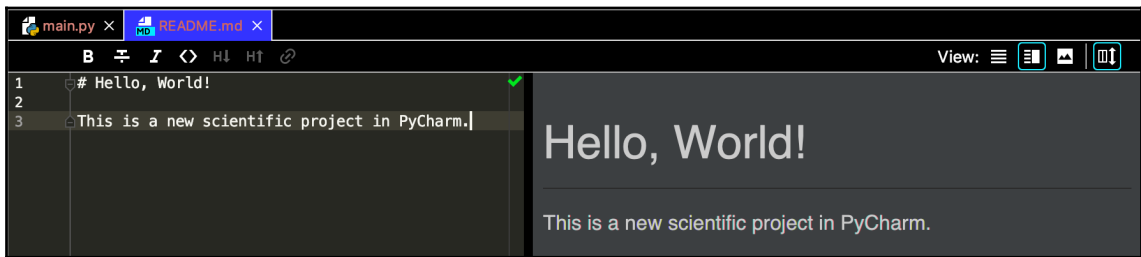 main.py
README.md
MD
B T I <> H↓ H↑
View:
1 # Hello, World!
2
3 This is a new scientific project in PyCharm.
Hello, World!
This is a new scientific project in PyCharm.